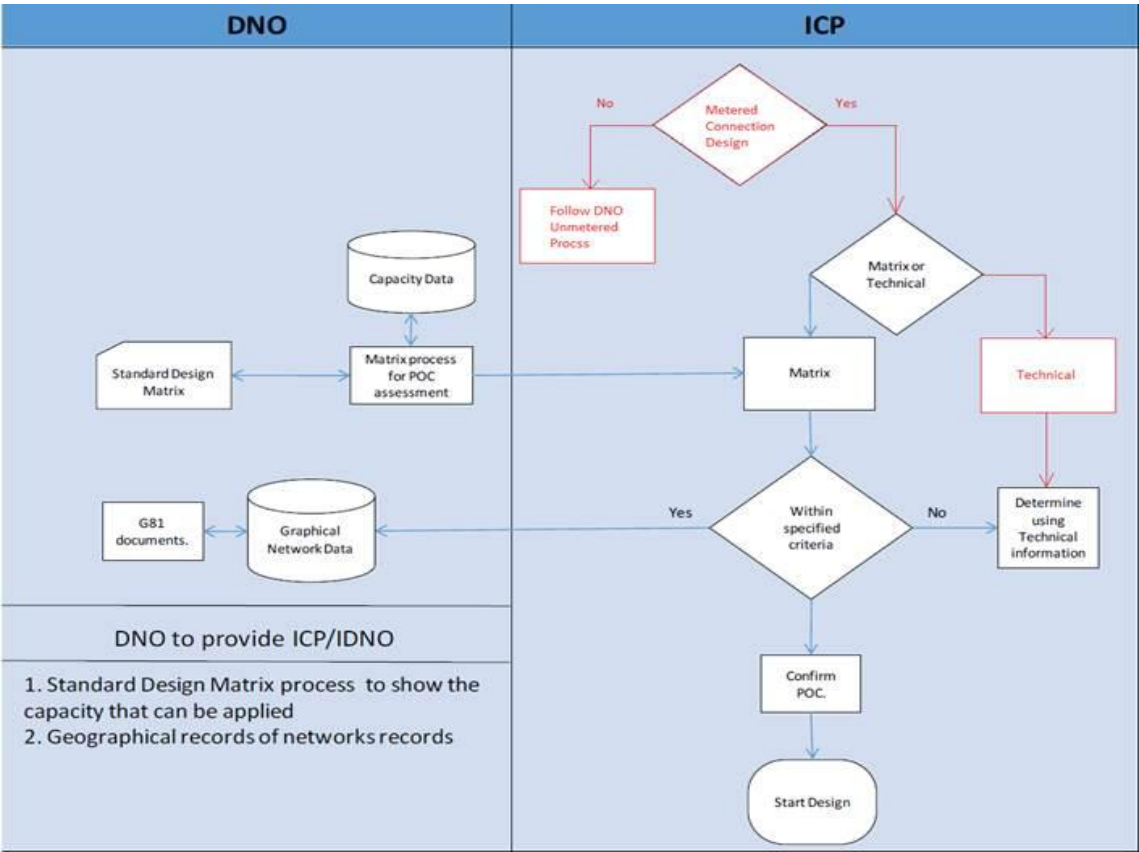 DNO
ICP
No
Metered
Connection
Design
Yes
Follow DNO
Unmetered
Procss
Matrix or
Technical
Capacity Data
Standard Design
Matrix
Matrix process
for POC
assessment
Matrix
Technical
G81
documents.
Graphical
Network Data
Yes
Within
specified
criteria
No
Determine
using
Technical
information
DNO to provide ICP/IDNO
1. Standard Design Matrix process to show the
capacity that can be applied
2. Geographical records of networks records
Confirm
POC.
Start Design